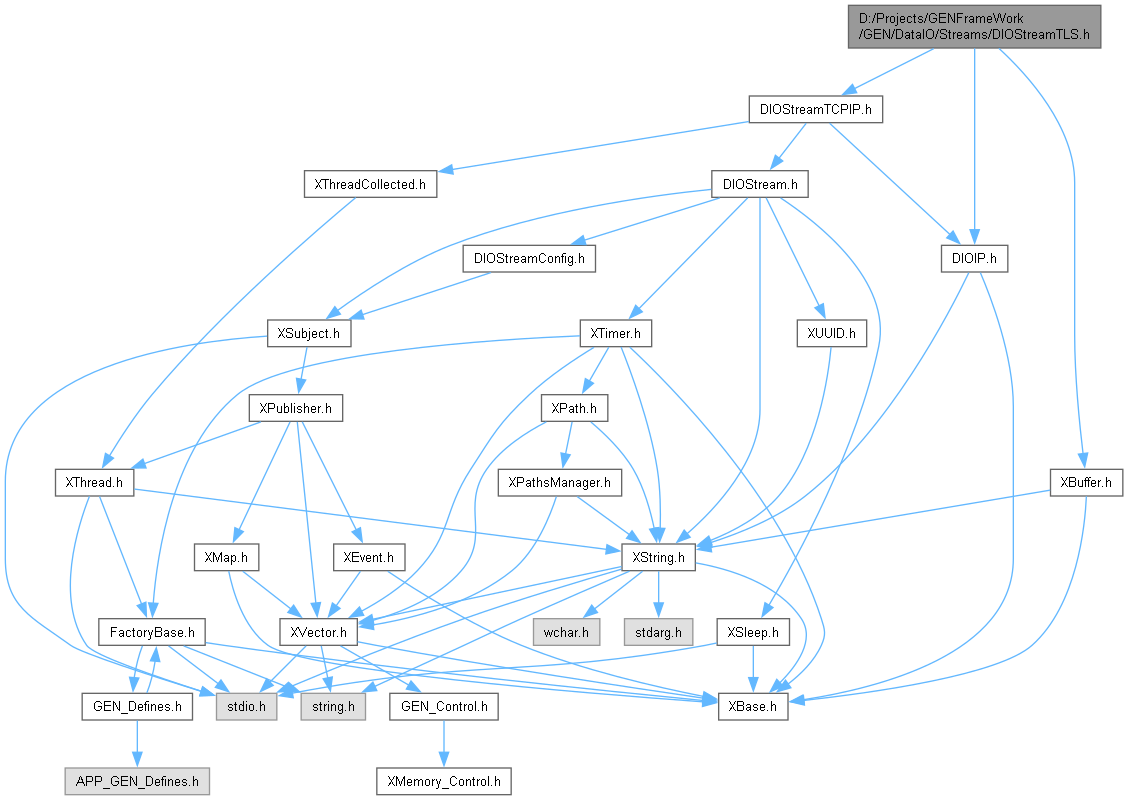 D:/Projects/GENFrameWork
/GEN/DataIO/Streams/DIOStreamTLS.h
DIOStreamTCPIP.h
XThreadCollected.h
DIOStream.h
DIOStreamConfig.h
DIOIP.h
XSubject.h
XTimer.h
XUUID.h
XPublisher.h
XPath.h
XThread.h
XPathsManager.h
XBuffer.h
XMap.h
XEvent.h
XString.h
FactoryBase.h
XVector.h
wchar.h
stdarg.h
XSleep.h
GEN_Defines.h
stdio.h
string.h
GEN_Control.h
XBase.h
APP_GEN_Defines.h
XMemory_Control.h